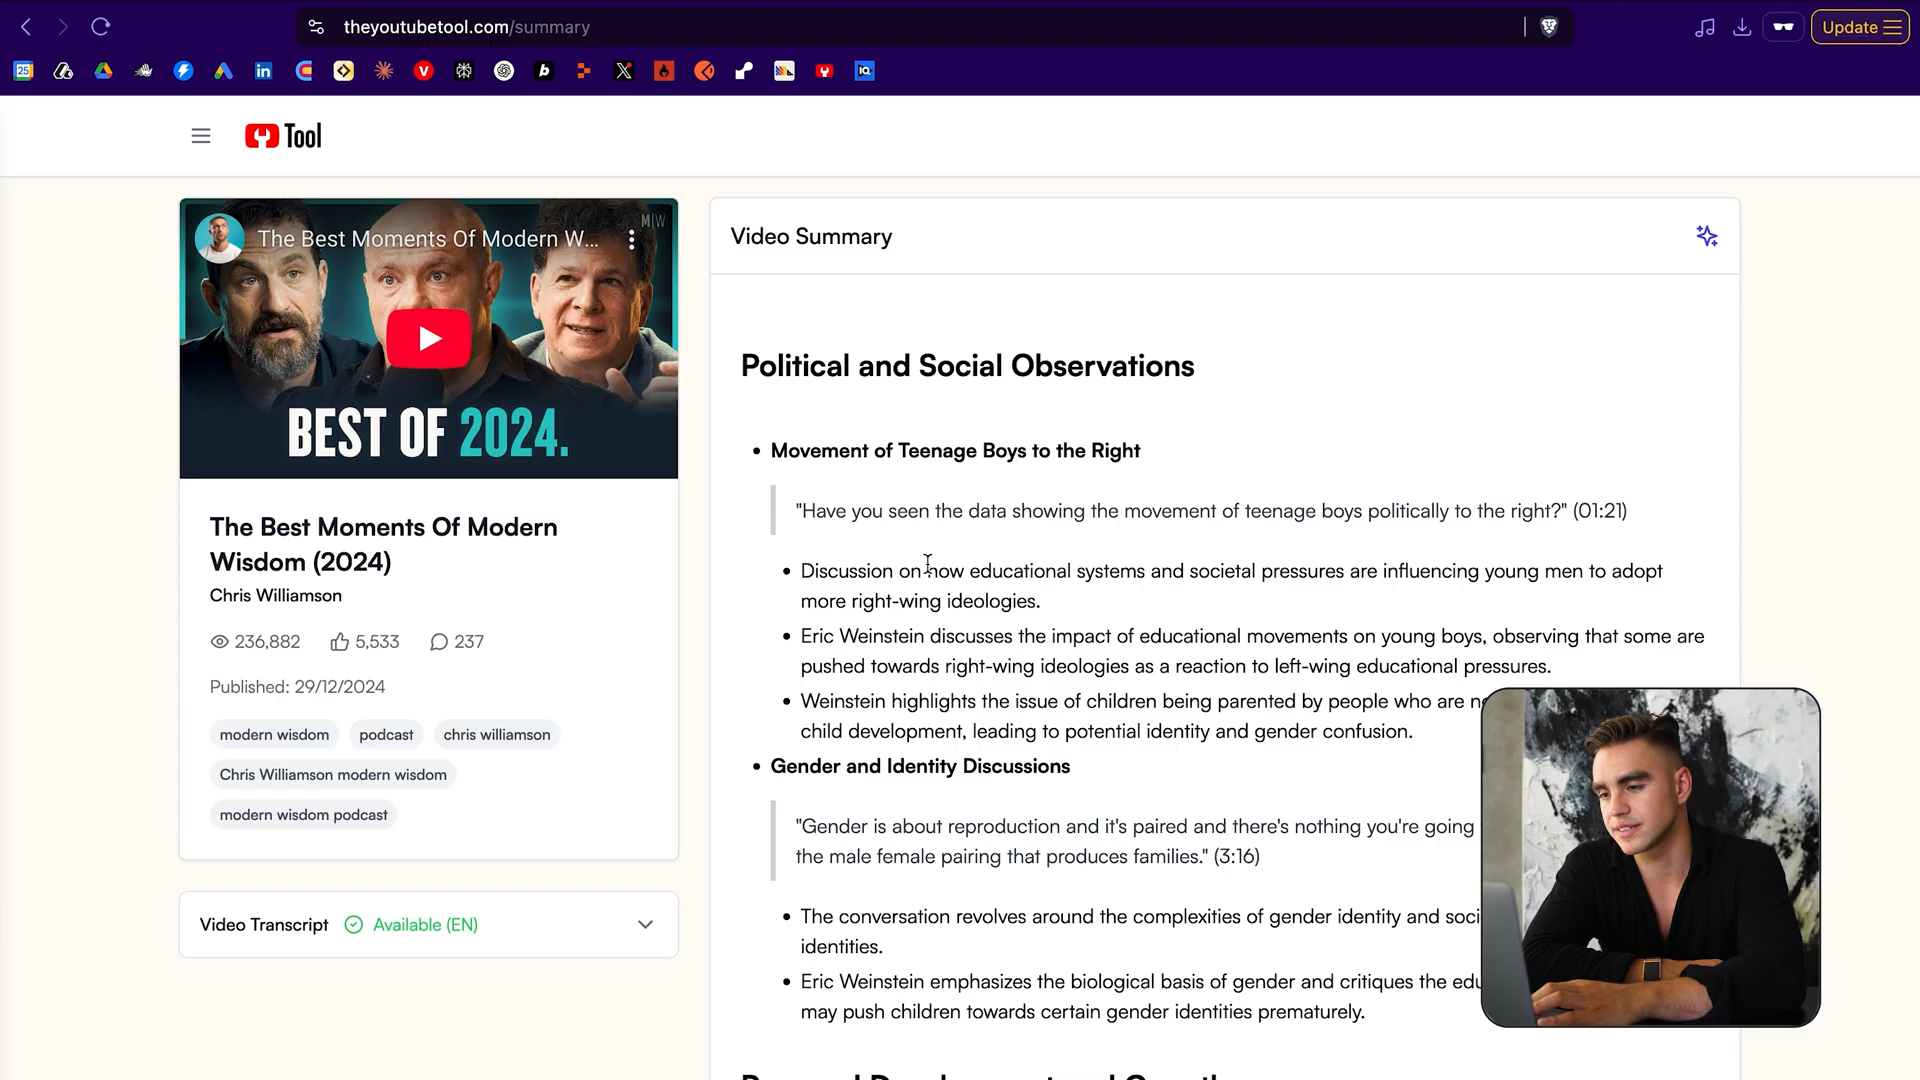 theyoutubetool.com/summary
Update
Tool
The Best Moments Of Modern W...
M|W
BEST OF 2024.
The Best Moments Of Modern
Wisdom (2024)
Chris Williamson
236,882 5,533 237
Published: 29/12/2024
modern wisdom podcast chris williamson
Chris Williamson modern wisdom
modern wisdom podcast
Video Transcript Available (EN)
Video Summary
Political and Social Observations
• Movement of Teenage Boys to the Right
"Have you seen the data showing the movement of teenage boys politically to the right?" (01:21)
• Discussion on how educational systems and societal pressures are influencing young men to adopt
more right-wing ideologies.
• Eric Weinstein discusses the impact of educational movements on young boys, observing that some are
pushed towards right-wing ideologies as a reaction to left-wing educational pressures.
• Weinstein highlights the issue of children being parented by people who are
child development, leading to potential identity and gender confusion.
• Gender and Identity Discussions
"Gender is about reproduction and it's paired and there's nothing you're going
the male female pairing that produces families." (3:16)
• The conversation revolves around the complexities of gender identity and
identities.
• Eric Weinstein emphasizes the biological basis of gender and critiques the
may push children towards certain gender identities prematurely.